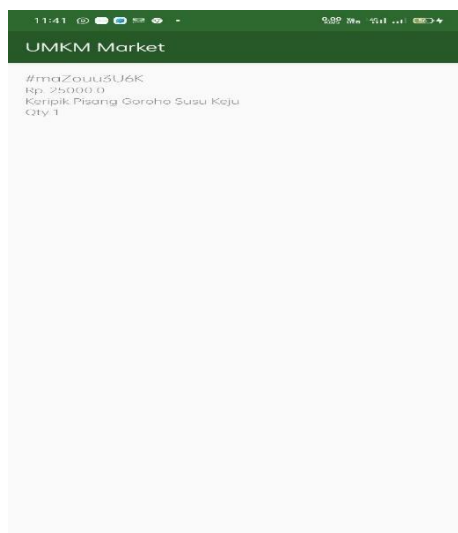 11:41
UMKM Market
#maZouu3U6K
Rp. 25000.0
Keripik Pisang Goroho Susu Keju
Qty 1